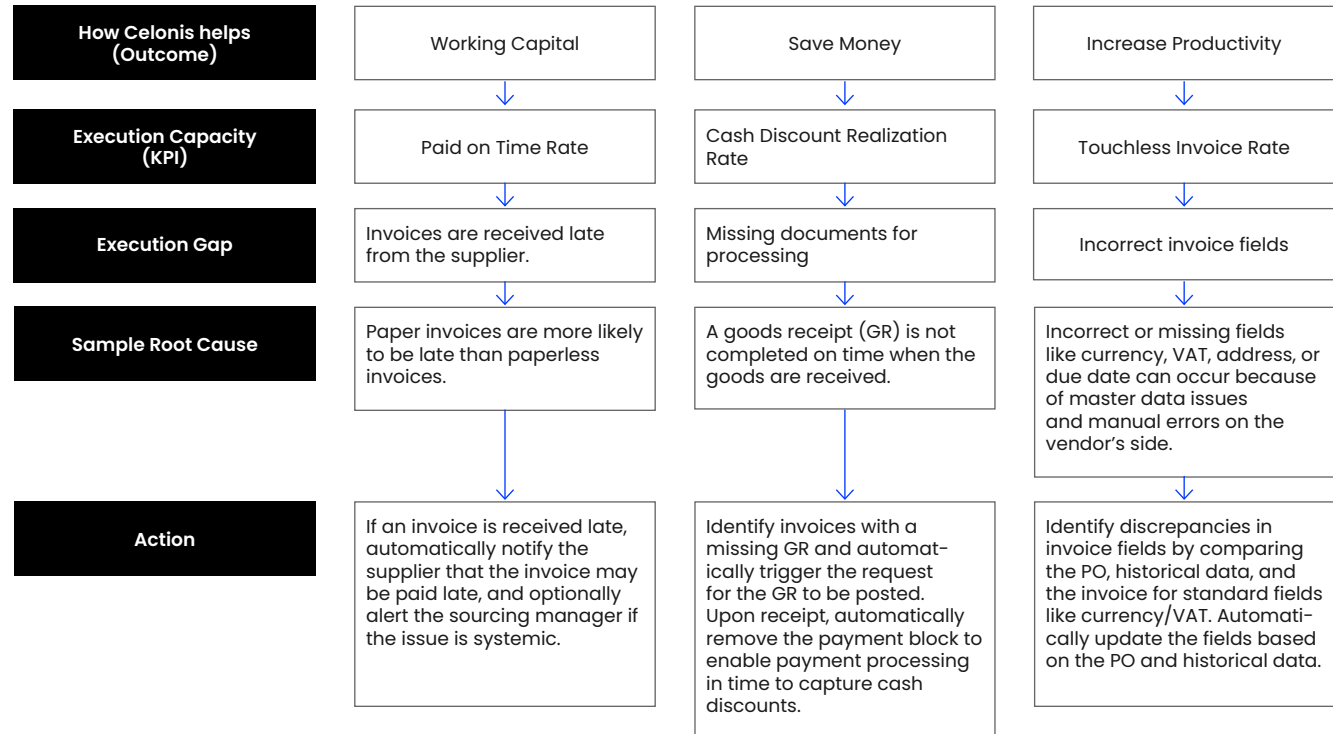 How Celonis helps
(Outcome)
Working Capital
Save Money
Increase Productivity
Execution Capacity
(KPI)
Paid on Time Rate
Cash Discount Realization
Rate
Touchless Invoice Rate
Execution Gap
Invoices are received late
from the supplier.
Missing documents for
processing
Incorrect invoice fields
Sample Root Cause
Paper invoices are more likely
to be late than paperless
invoices.
A goods receipt (GR) is not
completed on time when the
goods are received.
Incorrect or missing fields
like currency, VAT, address, or
due date can occur because
of master data issues
and manual errors on the
vendor’s side.
Action
If an invoice is received late,
automatically notify the
supplier that the invoice may
be paid late, and optionally
alert the sourcing manager if
the issue is systemic.
Identify invoices with a
missing GR and automat-
ically trigger the request
for the GR to be posted.
Upon receipt, automatically
remove the payment block to
enable payment processing
in time to capture cash
discounts.
Identify discrepancies in
invoice fields by comparing
the PO, historical data, and
the invoice for standard fields
like currency/VAT. Automati-
cally update the fields based
on the PO and historical data.